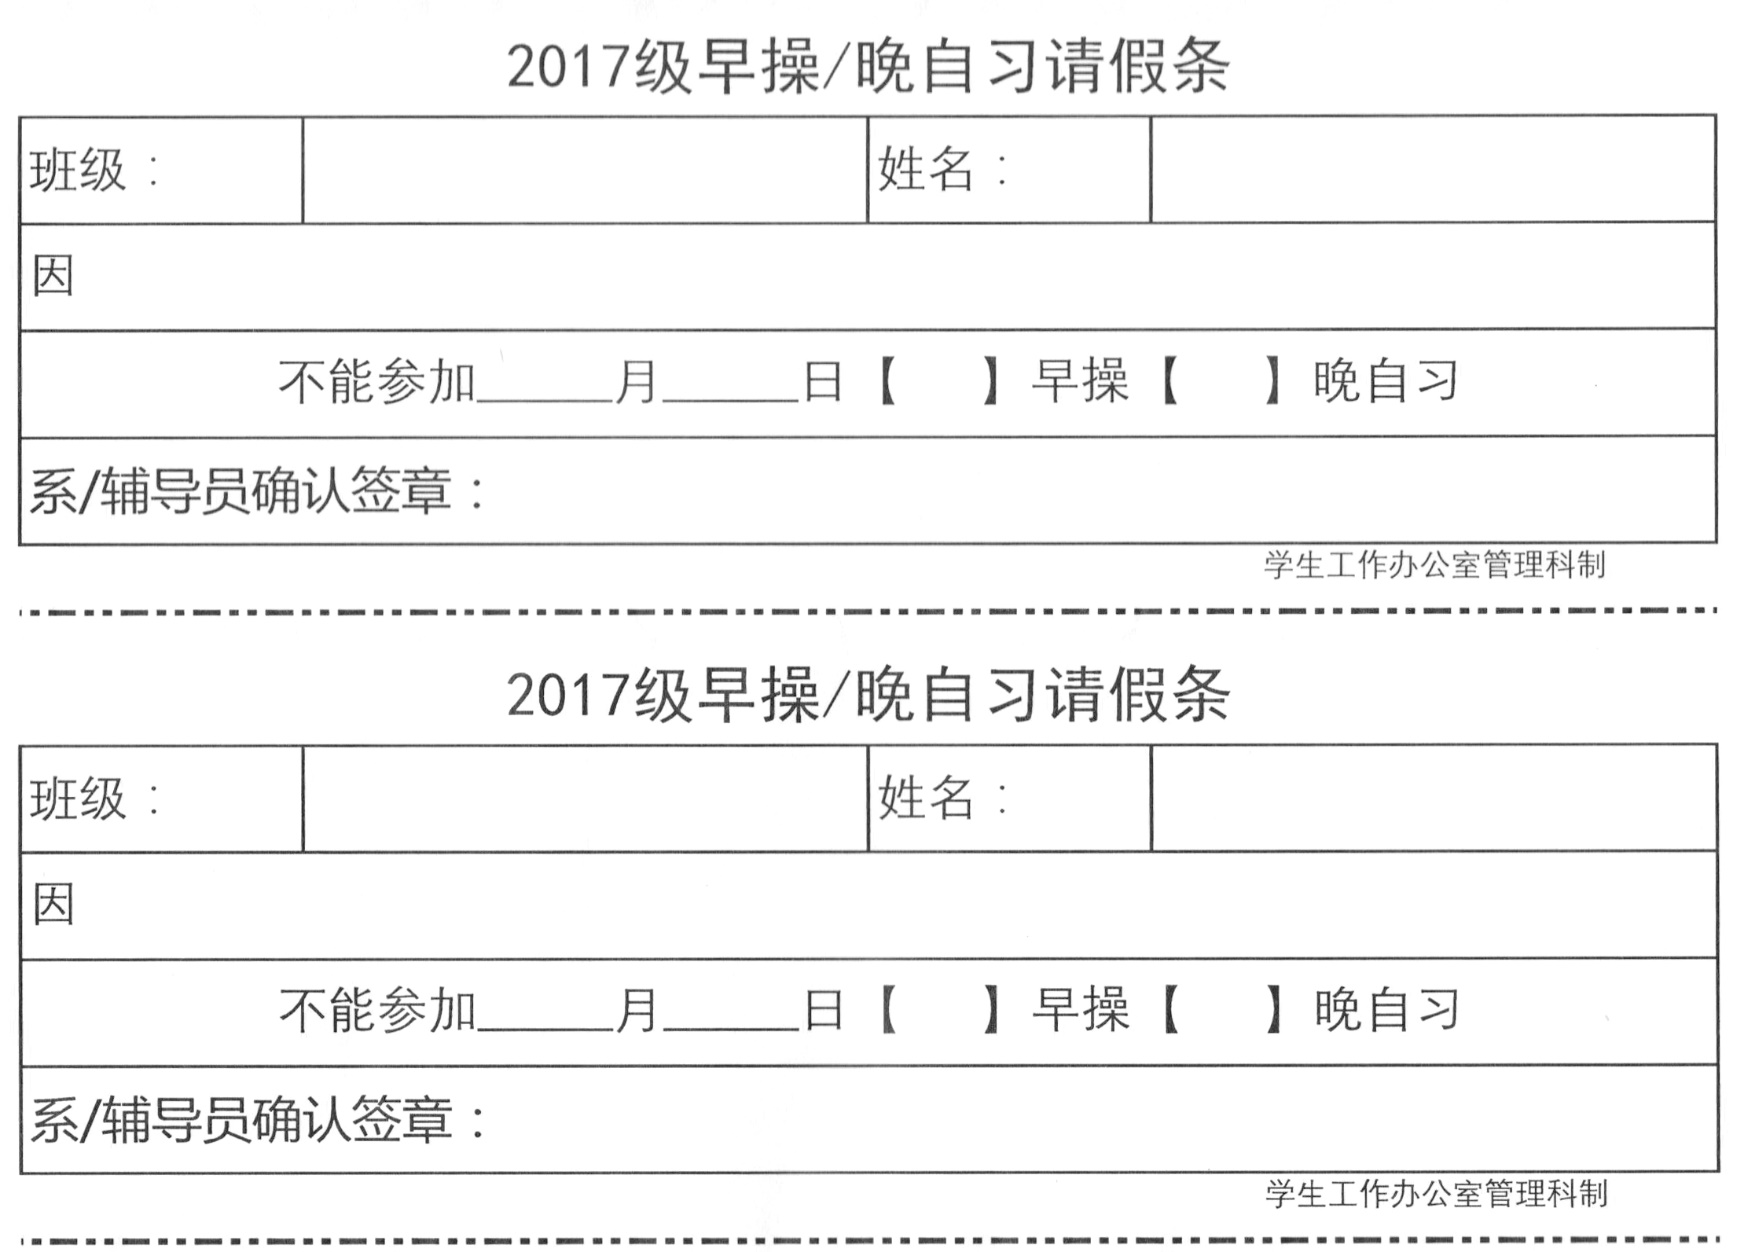 2017级早操/晚自习请假条
班级： 姓名：
因
不能参加______月______日【 】早操【 】晚自习
系/辅导员确认签章：
学生工作办公室管理科制
2017级早操/晚自习请假条
班级： 姓名：
因
不能参加______月______日【 】早操【 】晚自习
系/辅导员确认签章：
学生工作办公室管理科制